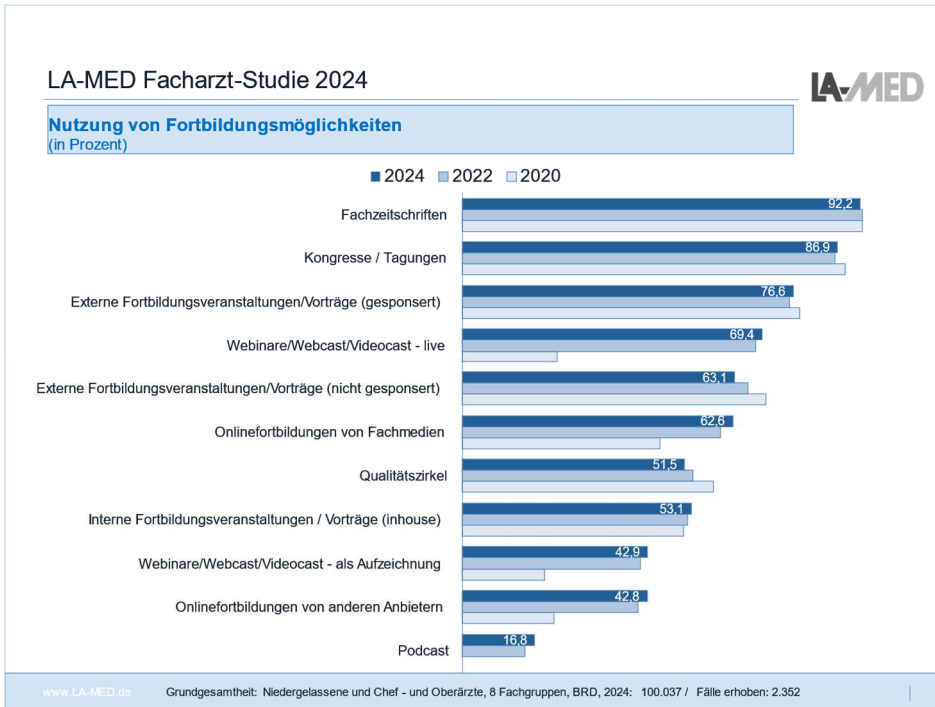 LA-MED Facharzt-Studie 2024
LA-MED
Nutzung von Fortbildungsmöglichkeiten
(in Prozent)
2024 2022 2020
Fachzeitschriften 92,2
Kongresse / Tagungen 86,9
Externe Fortbildungsveranstaltungen/Vorträge (gesponsert) 76,6
Webinare/Webcast/Videocast - live 69,4
Externe Fortbildungsveranstaltungen/Vorträge (nicht gesponsert) 63,1
Onlinefortbildungen von Fachmedien 62,6
Qualitätszirkel 51,5
Interne Fortbildungsveranstaltungen / Vorträge (inhouse) 53,1
Webinare/Webcast/Videocast - als Aufzeichnung 42,9
Onlinefortbildungen von anderen Anbietern 42,8
Podcast 16,8
www.LA-MED.de Grundgesamtheit: Niedergelassene und Chef - und Oberärzte, 8 Fachgruppen, BRD, 2024: 100.037 / Fälle erhoben: 2.352